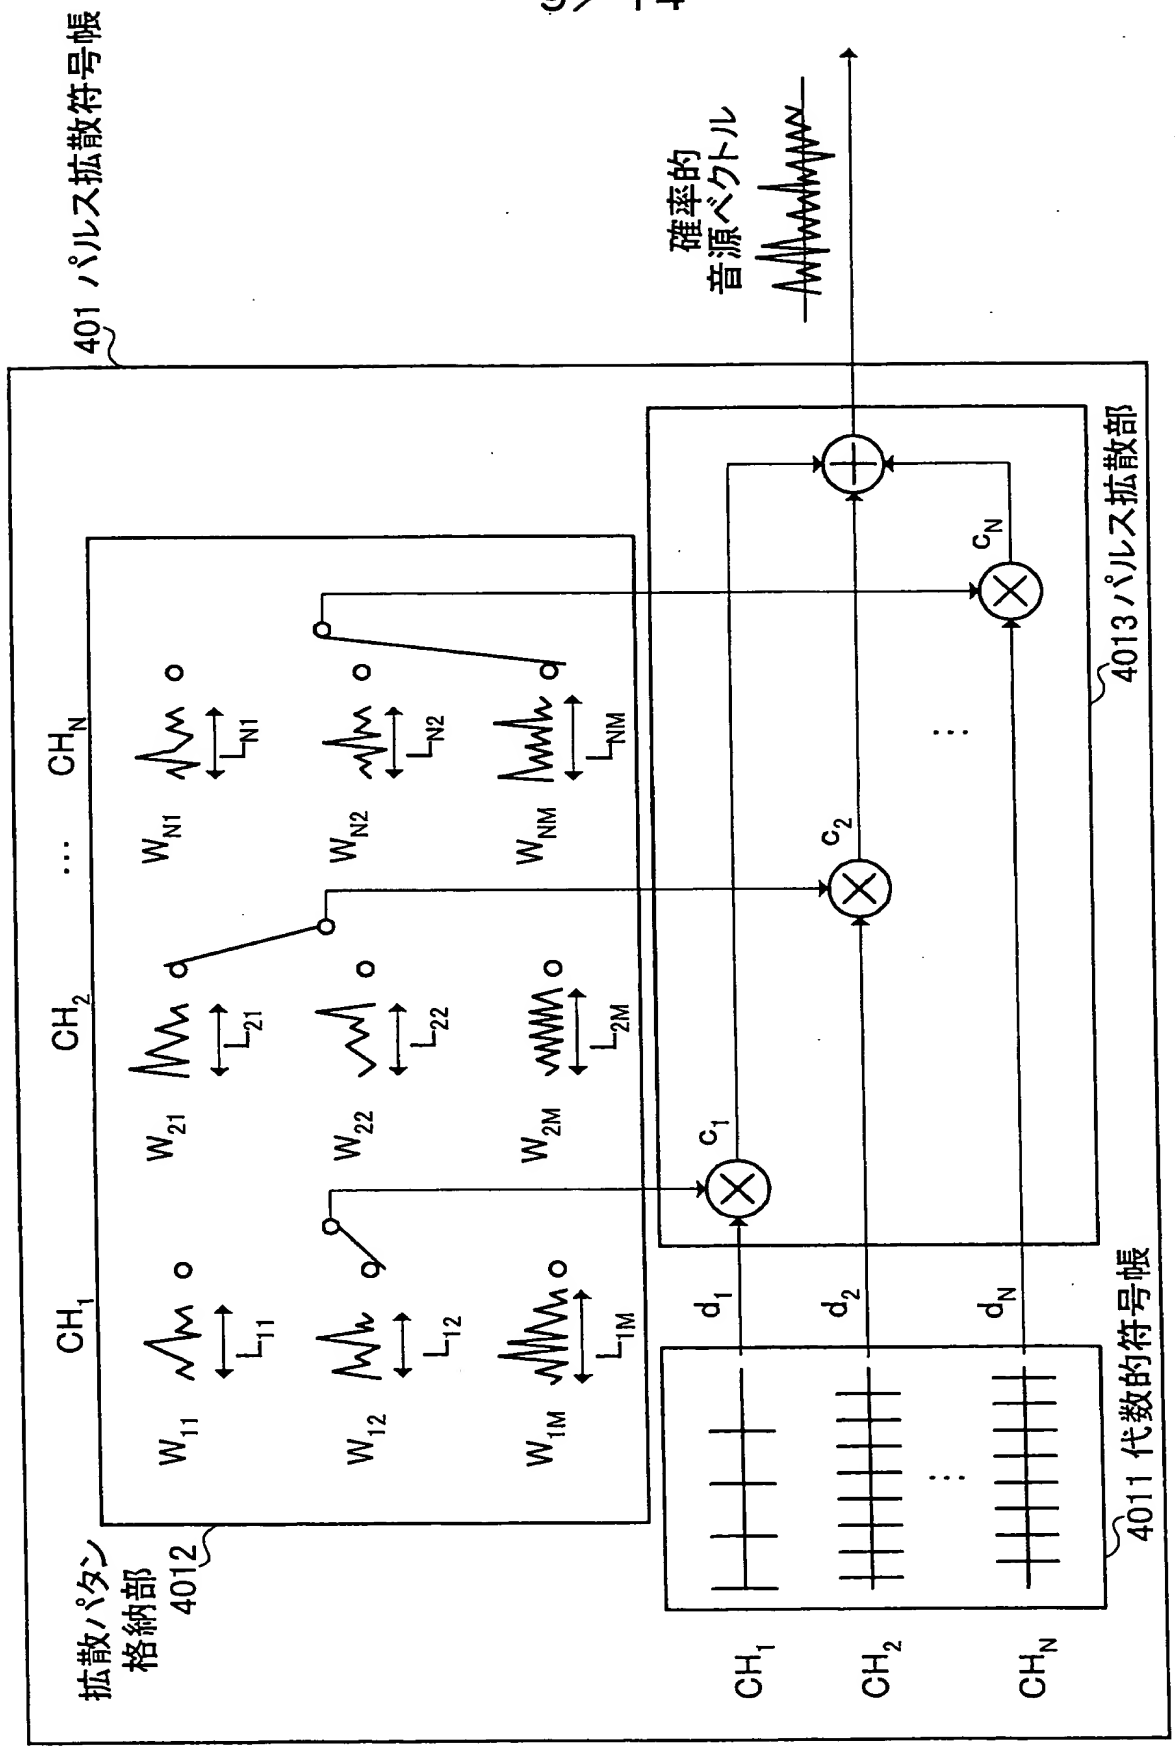 401 パルス拡散符号帳
拡散パタン
格納部
4012
CH1
CH2
...
CHN
W11
L11
W21
L21
WN1
LN1
W12
L12
W22
L22
WN2
LN2
W1M
L1M
W2M
L2M
WNM
LNM
確率的
音源ベクトル
CH1
d1
c1
CH2
d2
c2
...
...
CHN
dN
cN
4011 代数的符号帳
4013 パルス拡散部